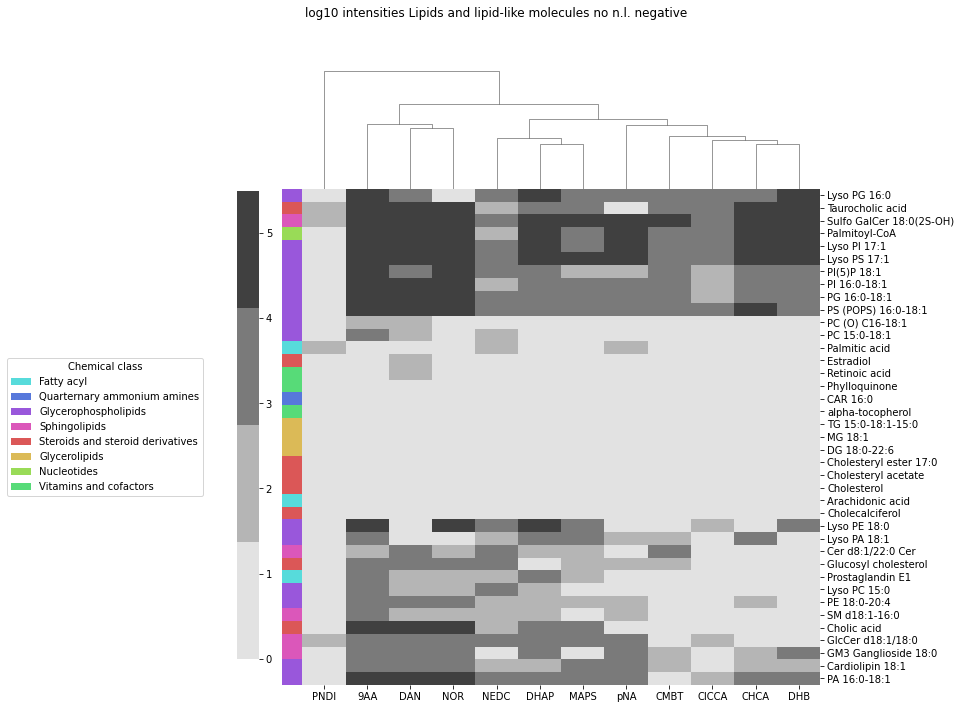 log10 intensities Lipids and lipid-like molecules no n.l. negative
5
4
3
2
1
0
Chemical class
Fatty acyl
Quarternary ammonium amines
Glycerophospholipids
Sphingolipids
Steroids and steroid derivatives
Glycerolipids
Nucleotides
Vitamins and cofactors
Lyso PG 16:0
Taurocholic acid
Sulfo GalCer 18:0(2S-OH)
Palmitoyl-CoA
Lyso PI 17:1
Lyso PS 17:1
PI(5)P 18:1
PI 16:0-18:1
PG 16:0-18:1
PS (POPS) 16:0-18:1
PC (O) C16-18:1
PC 15:0-18:1
Palmitic acid
Estradiol
Retinoic acid
Phylloquinone
CAR 16:0
alpha-tocopherol
TG 15:0-18:1-15:0
MG 18:1
DG 18:0-22:6
Cholesteryl ester 17:0
Cholesteryl acetate
Cholesterol
Arachidonic acid
Cholecalciferol
Lyso PE 18:0
Lyso PA 18:1
Cer d8:1/22:0 Cer
Glucosyl cholesterol
Prostaglandin E1
Lyso PC 15:0
PE 18:0-20:4
SM d18:1-16:0
Cholic acid
GlcCer d18:1/18:0
GM3 Ganglioside 18:0
Cardiolipin 18:1
PA 16:0-18:1
PNDI 9AA DAN NOR NEDC DHAP MAPS pNA CMBT ClCCA CHCA DHB